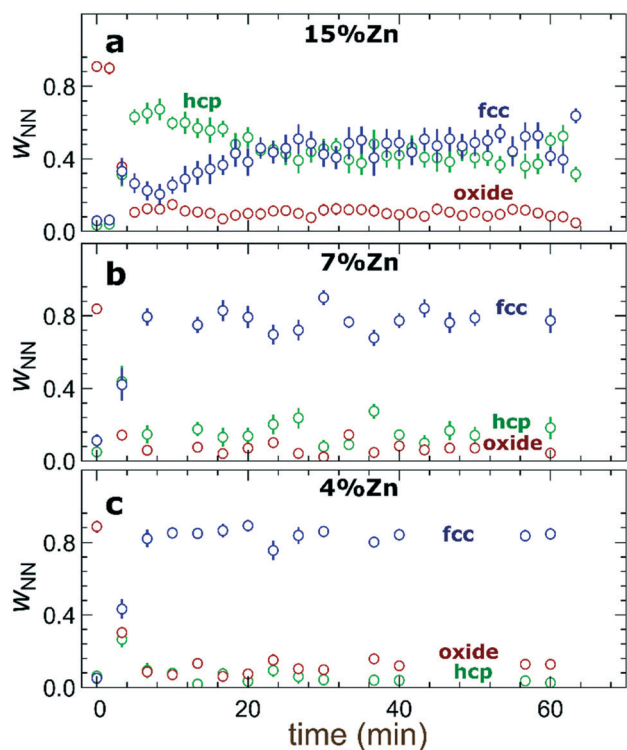 a
15%Zn
hcp
fcc
oxide
0.8
0.4
0.0
wNN
b
7%Zn
fcc
hcp
oxide
0.8
0.4
0.0
wNN
c
4%Zn
fcc
oxide
hcp
0.8
0.4
0.0
wNN
0
20
40
60
time (min)